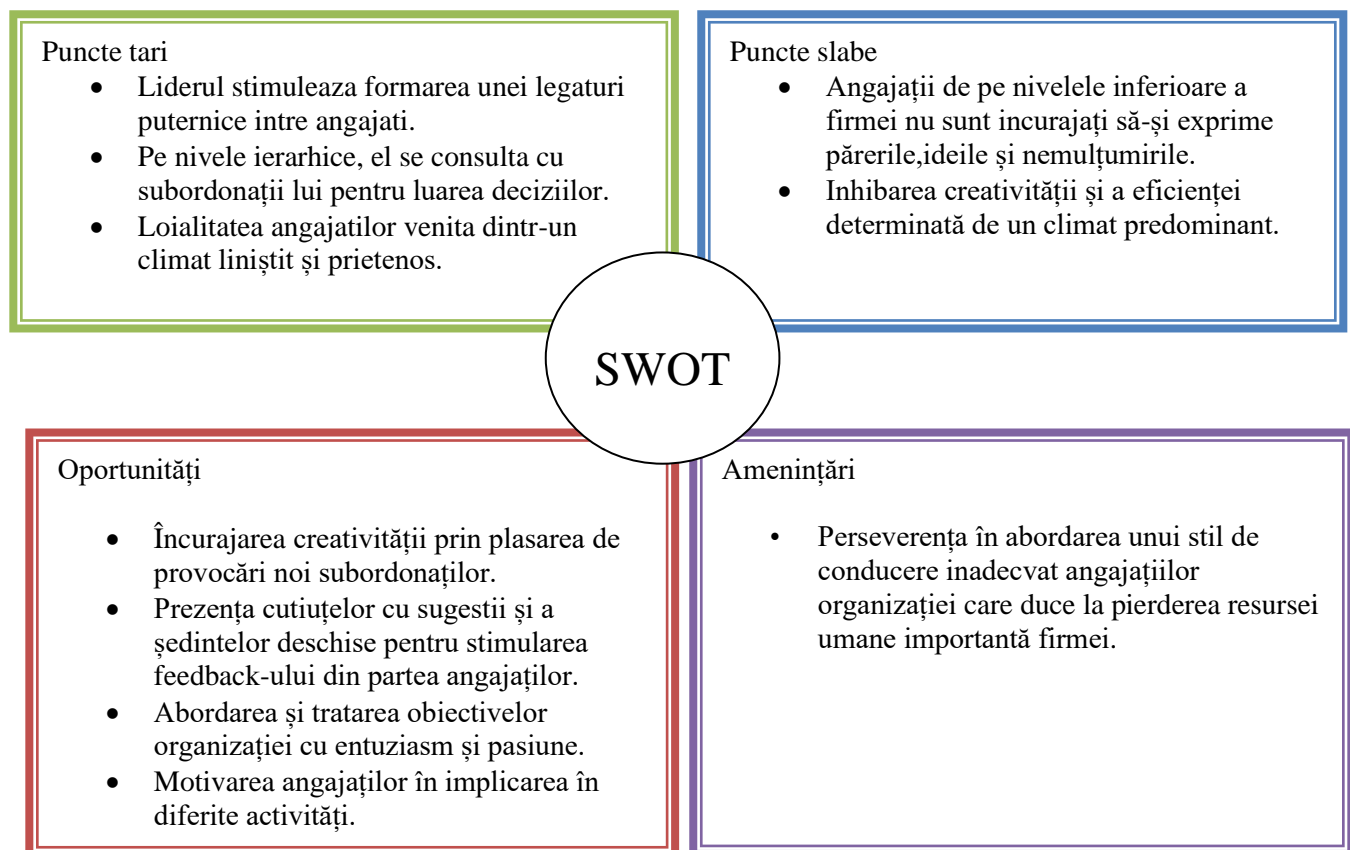 Puncte tari
• Liderul stimuleaza formarea unei legaturi
puternice intre angajati.
• Pe nivele ierarhice, el se consulta cu
subordonații lui pentru luarea deciziilor.
• Loialitatea angajatilor venita dintr-un
climat liniștit și prietenos.
Puncte slabe
• Angajații de pe nivelele inferioare a
firmei nu sunt incurajați să-și exprime
părerile,ideile și nemulțumirile.
• Inhibarea creativității și a eficienței
determinată de un climat predominant.
SWOT
Oportunități
• Încurajarea creativității prin plasarea de
provocări noi subordonaților.
• Prezența cutiuțelor cu sugestii și a
ședintelor deschise pentru stimularea
feedback-ului din partea angajaților.
• Abordarea și tratarea obiectivelor
organizației cu entuziasm și pasiune.
• Motivarea angajaților în implicarea în
diferite activități.
Amenințări
• Perseverența în abordarea unui stil de
conducere inadecvat angajațiilor
organizației care duce la pierderea resursei
umane importantă firmei.